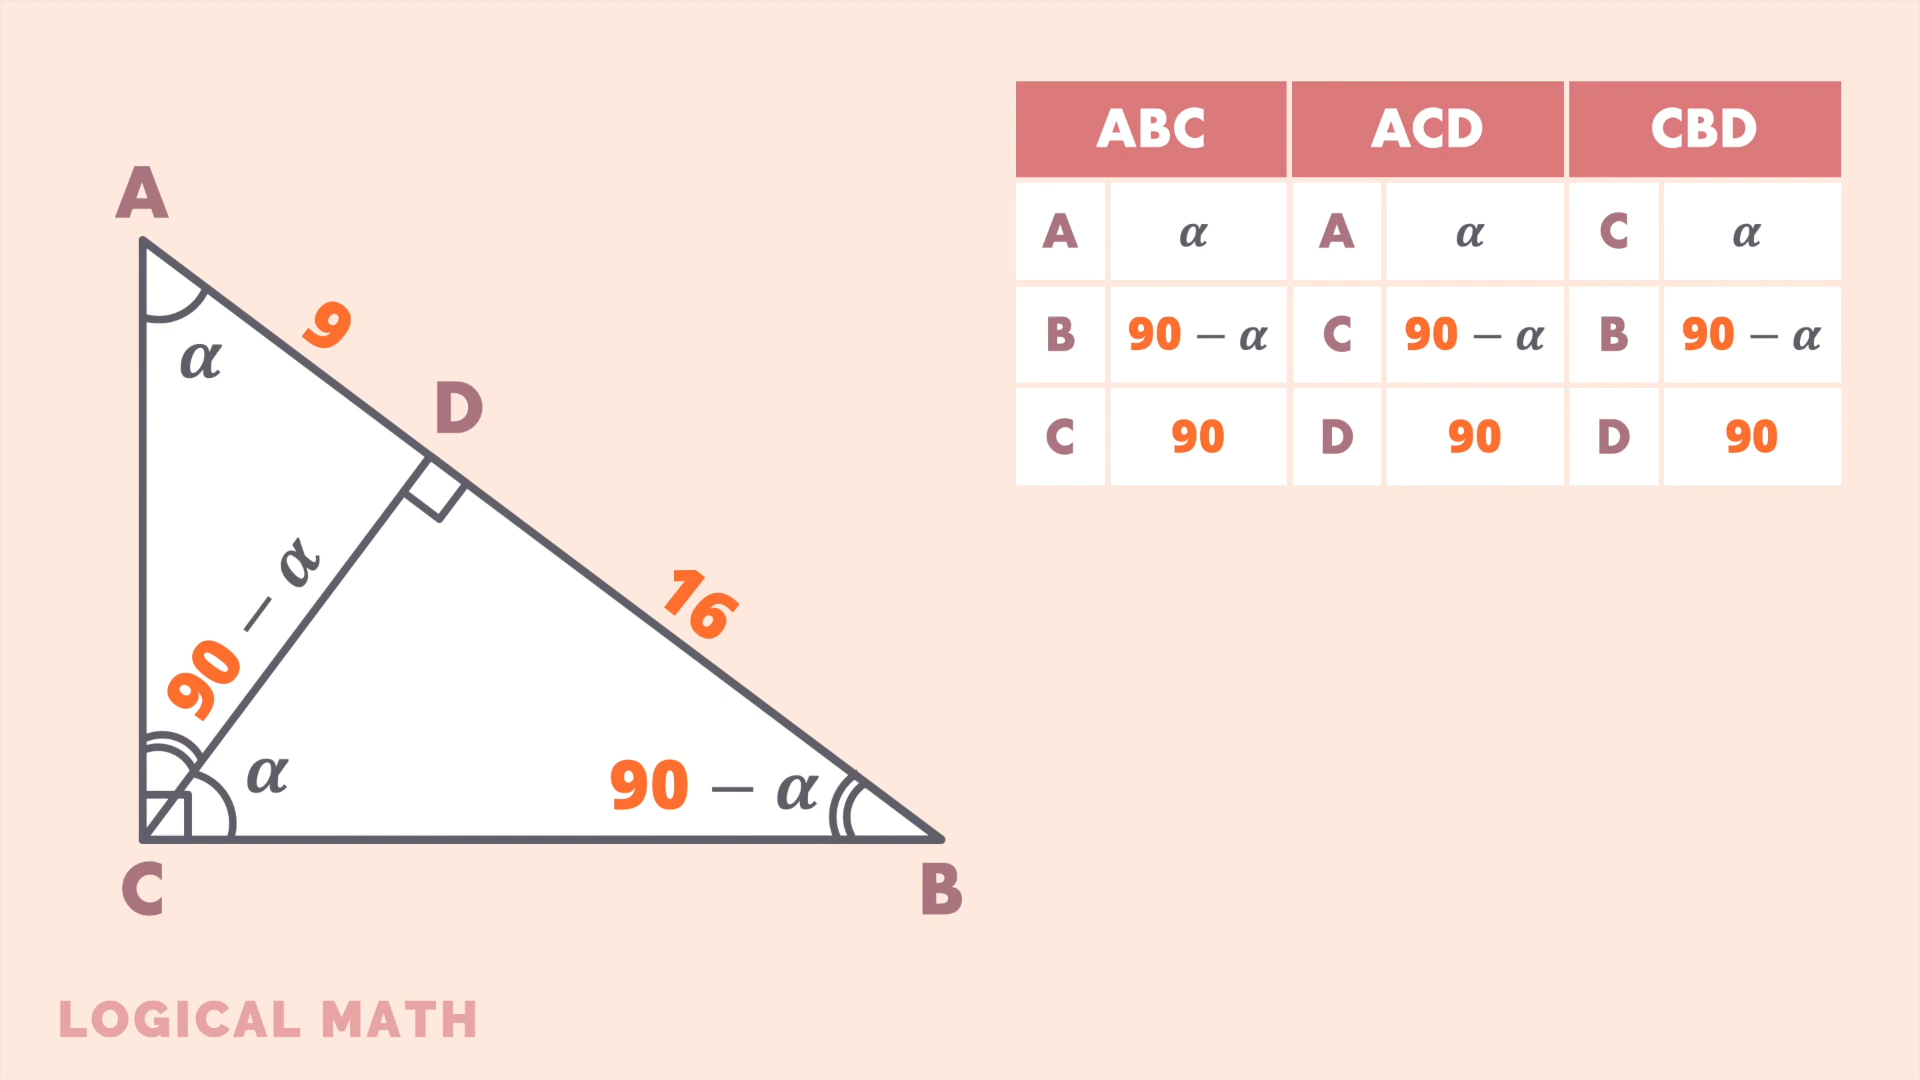 A
9
α
D
90 − α
16
α
90 − α
C
B
ABC ACD CBD
A α A α C α
B 90 − α C 90 − α B 90 − α
C 90 D 90 D 90
LOGICAL MATH